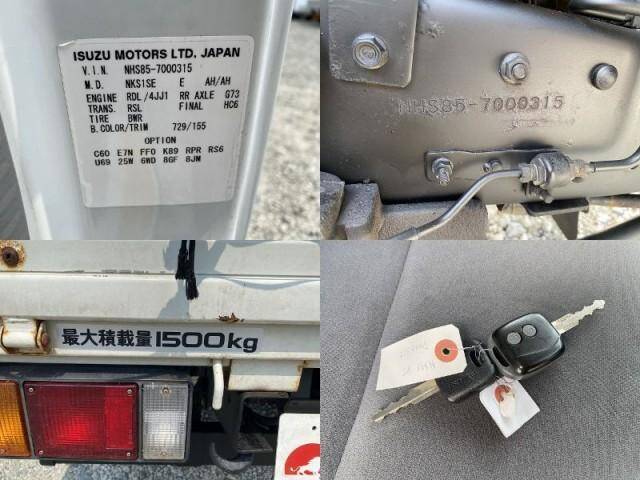 ISUZU MOTORS LTD. JAPAN
V.I.N. NHS85-7000315
M.D. NKS1SE E AH/AH
ENGINE RDL/4JJ1 RR AXLE G73
TRANS. RSL FINAL HC6
TIRE BWR
B.COLOR/TRIM 729/155
OPTION
C60 E7N FF0 K89 RPR RS6
U69 25W 6WD 8GF 8JM
NHS85-7000315
最大積載量1500kg